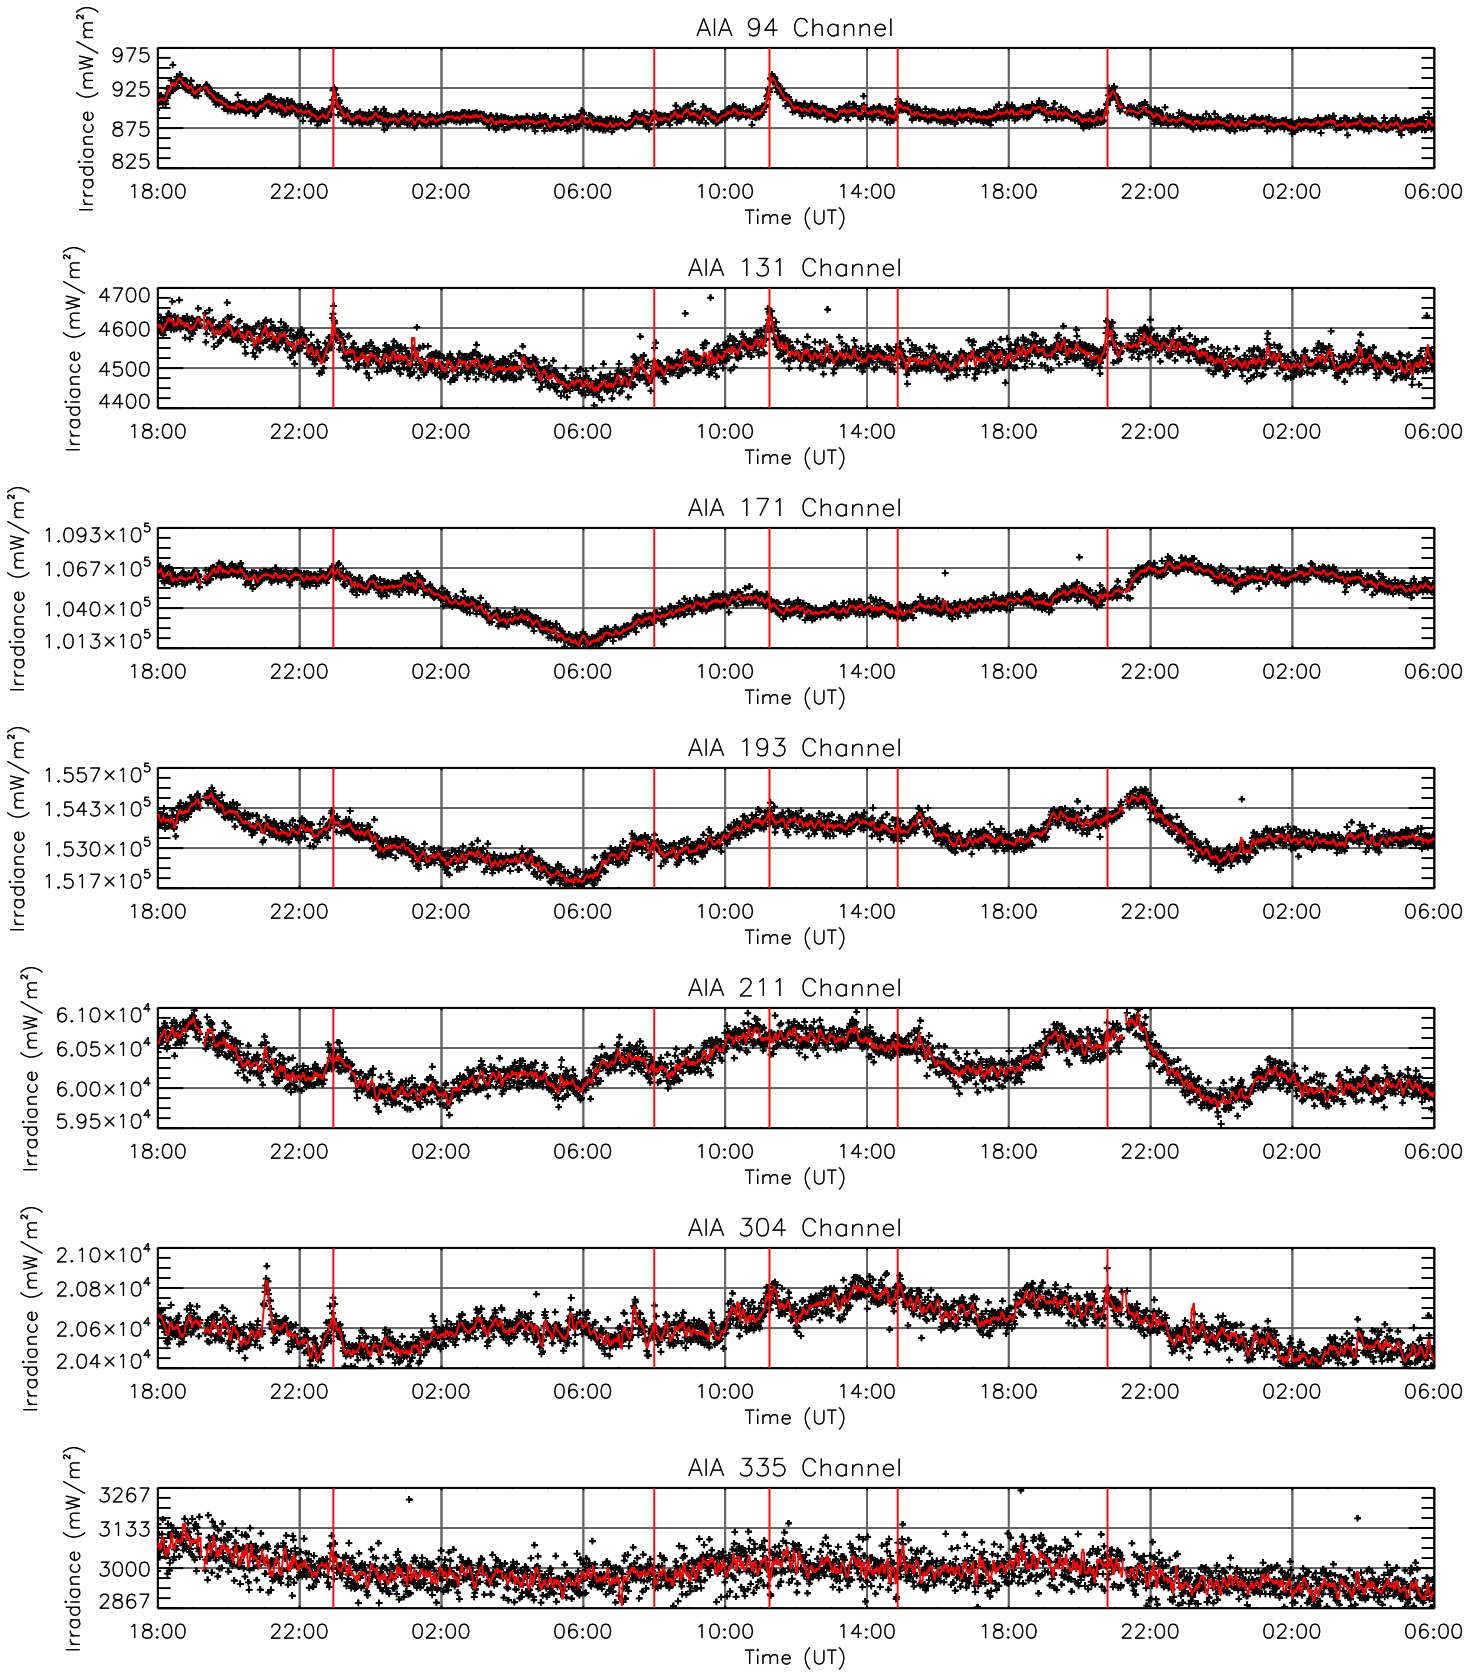 AIA 94 Channel
Irradiance (mW/m²)
975
925
875
825
18:00 22:00 02:00 06:00 10:00 14:00 18:00 22:00 02:00 06:00
Time (UT)
AIA 131 Channel
Irradiance (mW/m²)
4700
4600
4500
4400
18:00 22:00 02:00 06:00 10:00 14:00 18:00 22:00 02:00 06:00
Time (UT)
AIA 171 Channel
Irradiance (mW/m²)
1.093×10⁵
1.067×10⁵
1.040×10⁵
1.013×10⁵
18:00 22:00 02:00 06:00 10:00 14:00 18:00 22:00 02:00 06:00
Time (UT)
AIA 193 Channel
Irradiance (mW/m²)
1.557×10⁵
1.543×10⁵
1.530×10⁵
1.517×10⁵
18:00 22:00 02:00 06:00 10:00 14:00 18:00 22:00 02:00 06:00
Time (UT)
AIA 211 Channel
Irradiance (mW/m²)
6.10×10⁴
6.05×10⁴
6.00×10⁴
5.95×10⁴
18:00 22:00 02:00 06:00 10:00 14:00 18:00 22:00 02:00 06:00
Time (UT)
AIA 304 Channel
Irradiance (mW/m²)
2.10×10⁴
2.08×10⁴
2.06×10⁴
2.04×10⁴
18:00 22:00 02:00 06:00 10:00 14:00 18:00 22:00 02:00 06:00
Time (UT)
AIA 335 Channel
Irradiance (mW/m²)
3267
3133
3000
2867
18:00 22:00 02:00 06:00 10:00 14:00 18:00 22:00 02:00 06:00
Time (UT)